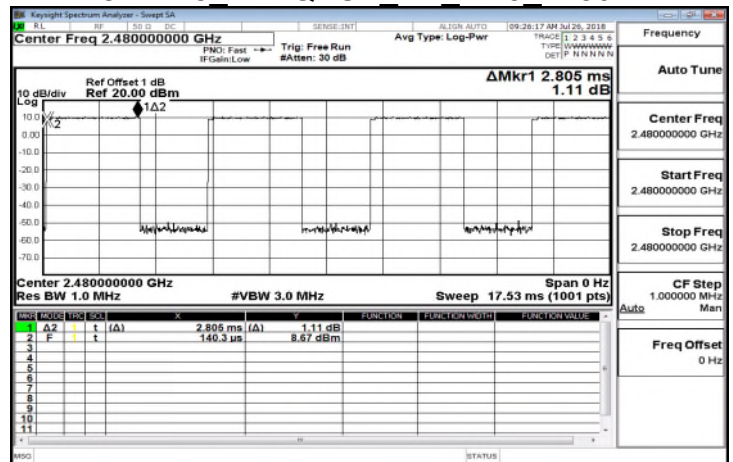 Keysight Spectrum Analyzer - Swept SA
RL RF 50 Ω DC SENSE:INT ALIGN AUTO 09:26:17 AM Jul 26, 2018
Center Freq 2.480000000 GHz
PNO: Fast
IFGain:Low
Trig: Free Run
#Atten: 30 dB
Avg Type: Log-Pwr
TRACE 1 2 3 4 5 6
TYPE WWWWWW
DET P NNNNN
Frequency
Auto Tune
Center Freq
2.480000000 GHz
Start Freq
2.480000000 GHz
Stop Freq
2.480000000 GHz
CF Step
1.000000 MHz
Auto Man
Freq Offset
0 Hz
ΔMkr1 2.805 ms
1.11 dB
Ref Offset 1 dB
10 dB/div Ref 20.00 dBm
Log
1Δ2
10.0
2
0.00
-10.0
-20.0
-30.0
-40.0
-50.0
-60.0
-70.0
Center 2.480000000 GHz Span 0 Hz
Res BW 1.0 MHz #VBW 3.0 MHz Sweep 17.53 ms (1001 pts)
MKR MODE TRC SCL X Y FUNCTION FUNCTION WIDTH FUNCTION VALUE
1 Δ2 1 t (Δ) 2.805 ms (Δ) 1.11 dB
2 F 1 t 140.3 µs 8.67 dBm
3
4
5
6
7
8
9
10
11
MSG STATUS